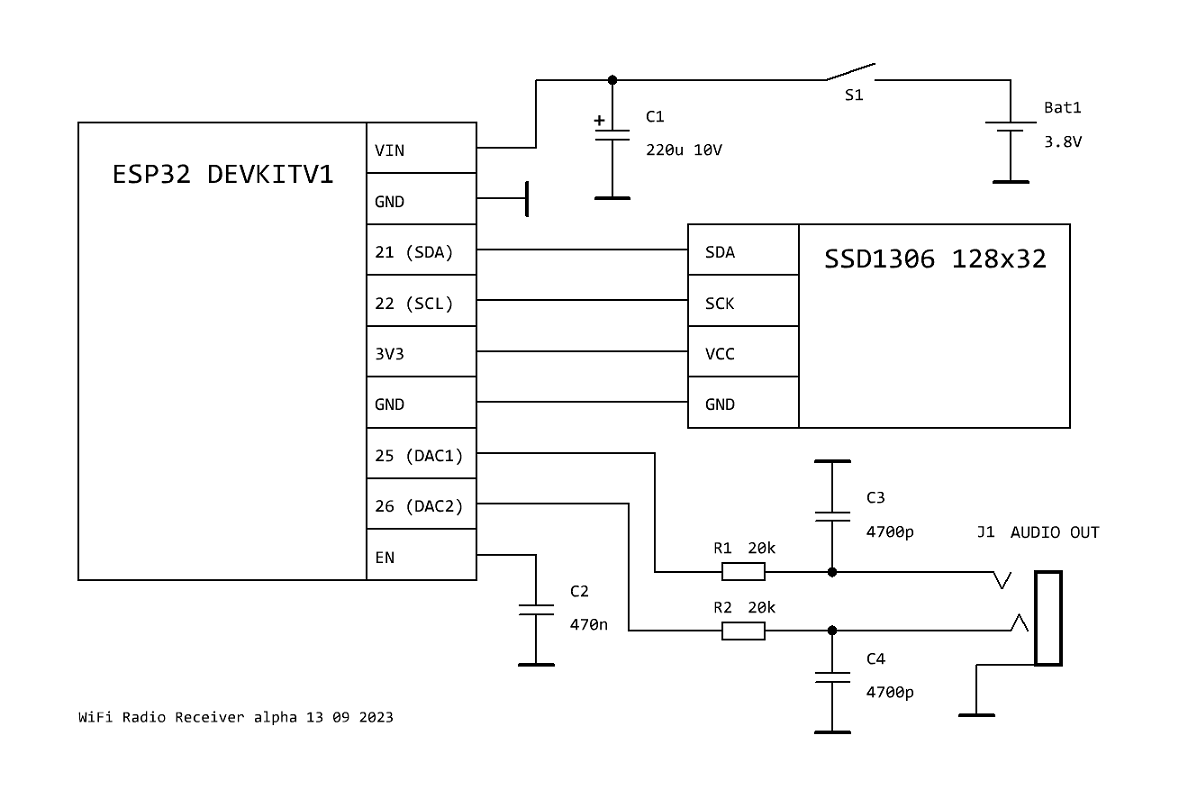 S1
Bat1
3.8V
+
C1
220u 10V
ESP32 DEVKITV1
VIN
GND
21 (SDA)
22 (SCL)
3V3
GND
25 (DAC1)
26 (DAC2)
EN
SDA
SCK
VCC
GND
SSD1306 128x32
C3
4700p
J1 AUDIO OUT
R1 20k
R2 20k
C2
470n
C4
4700p
WiFi Radio Receiver alpha 13 09 2023